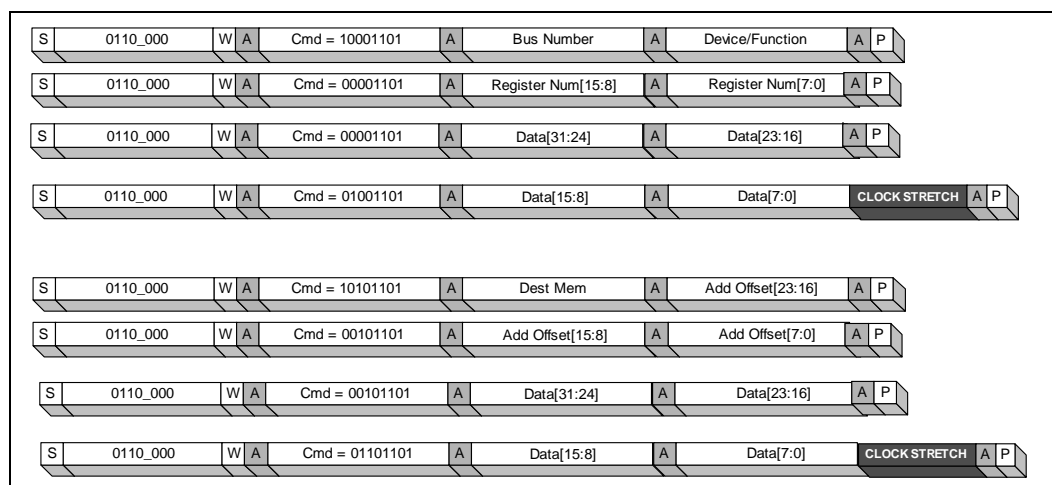 S 0110_000 W A Cmd = 10001101 A Bus Number A Device/Function A P
S 0110_000 W A Cmd = 00001101 A Register Num[15:8] A Register Num[7:0] A P
S 0110_000 W A Cmd = 00001101 A Data[31:24] A Data[23:16] A P
S 0110_000 W A Cmd = 01001101 A Data[15:8] A Data[7:0] CLOCK STRETCH A P
S 0110_000 W A Cmd = 10101101 A Dest Mem A Add Offset[23:16] A P
S 0110_000 W A Cmd = 00101101 A Add Offset[15:8] A Add Offset[7:0] A P
S 0110_000 W A Cmd = 00101101 A Data[31:24] A Data[23:16] A P
S 0110_000 W A Cmd = 01101101 A Data[15:8] A Data[7:0] CLOCK STRETCH A P